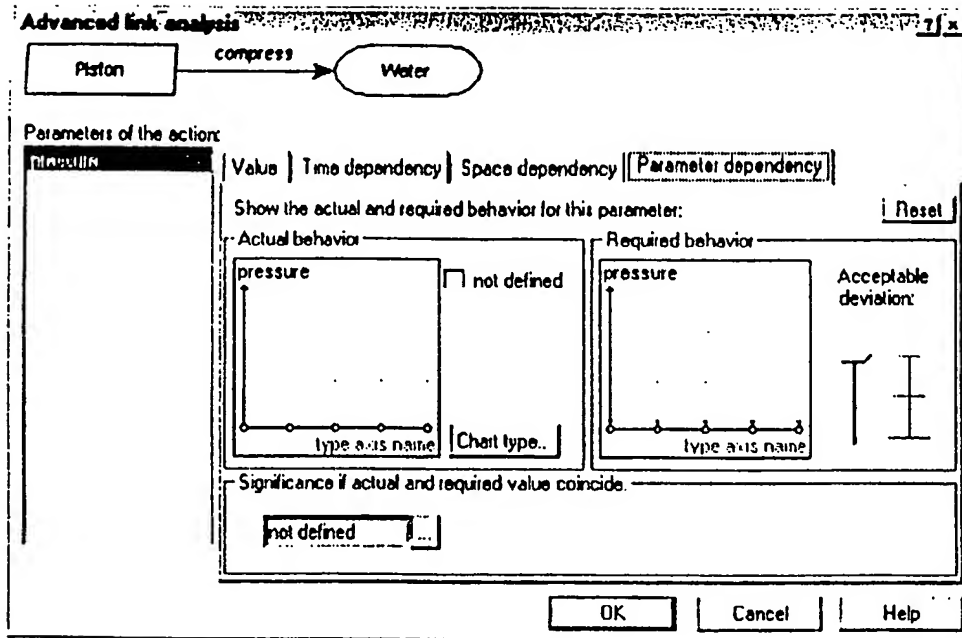 Advanced link analysis
? ×
compress
Piston
Water
Parameters of the action:
pressure
Value
Time dependency
Space dependency
Parameter dependency
Show the actual and required behavior for this parameter:
Reset
Actual behavior
pressure
not defined
type axis name
Chart type..
Required behavior
pressure
Acceptable
deviation:
type axis name
Significance if actual and required value coincide.
not defined
...
OK
Cancel
Help